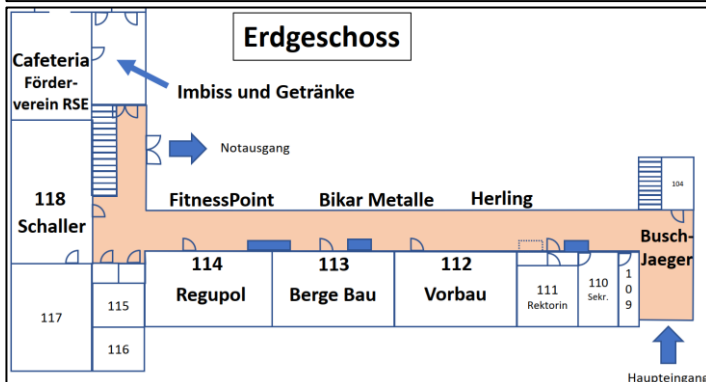 Erdgeschoss
Cafeteria
Förder-
verein RSE
Imbiss und Getränke
Notausgang
118
Schaller
FitnessPoint
Bikar Metalle
Herling
104
Busch-
Jaeger
114
Regupol
113
Berge Bau
112
Vorbau
111
Rektorin
110
Sekr.
109
117
115
116
Haupteingang